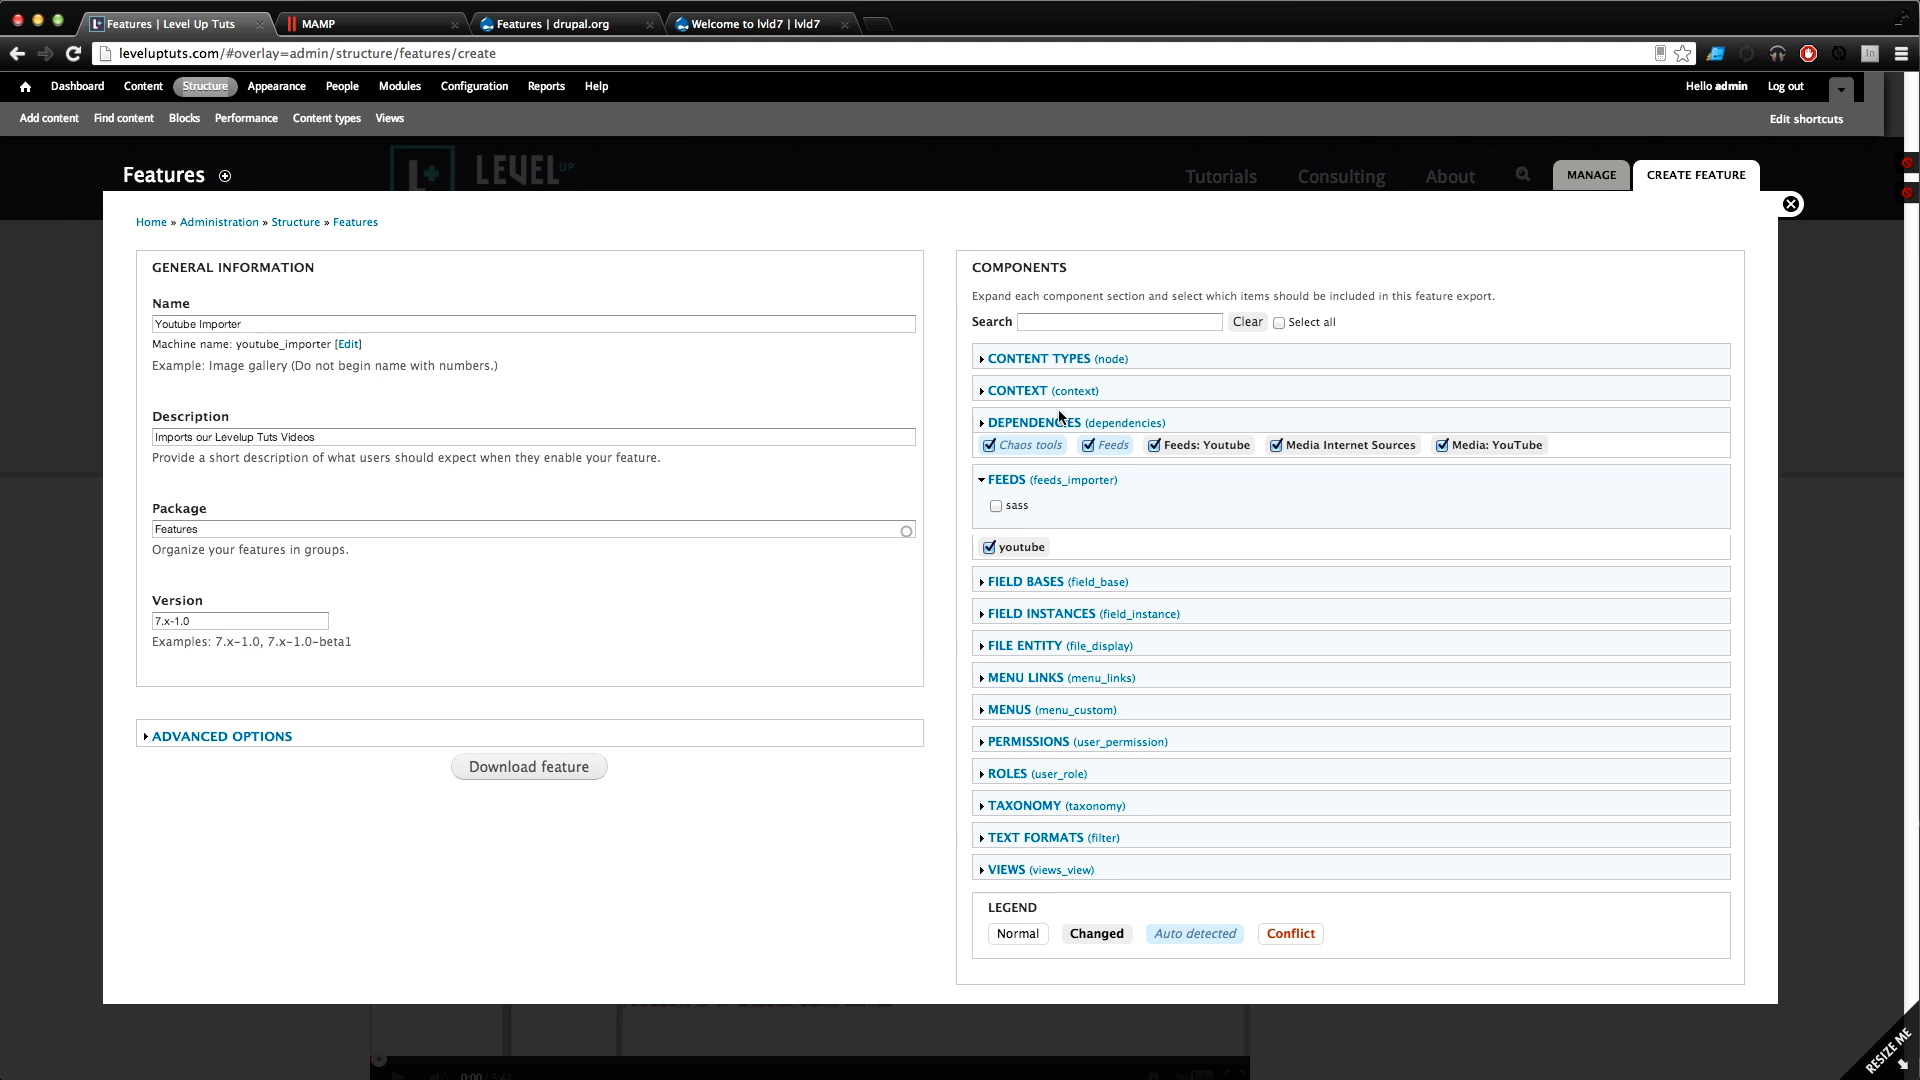 Features | Level Up Tuts
MAMP
Features | drupal.org
Welcome to lvld7 | lvld7
leveluptuts.com/#overlay=admin/structure/features/create
Dashboard Content Structure Appearance People Modules Configuration Reports Help
Hello admin Log out
Add content Find content Blocks Performance Content types Views
Edit shortcuts
Features
LEVEL UP
Tutorials Consulting About
MANAGE
CREATE FEATURE
Home » Administration » Structure » Features
GENERAL INFORMATION
Name
Youtube Importer
Machine name: youtube_importer [Edit]
Example: Image gallery (Do not begin name with numbers.)
Description
Imports our Levelup Tuts Videos
Provide a short description of what users should expect when they enable your feature.
Package
Features
Organize your features in groups.
Version
7.x-1.0
Examples: 7.x-1.0, 7.x-1.0-beta1
ADVANCED OPTIONS
Download feature
COMPONENTS
Expand each component section and select which items should be included in this feature export.
Search Clear Select all
CONTENT TYPES (node)
CONTEXT (context)
DEPENDENCIES (dependencies)
Chaos tools Feeds Feeds: Youtube Media Internet Sources Media: YouTube
FEEDS (feeds_importer)
sass
youtube
FIELD BASES (field_base)
FIELD INSTANCES (field_instance)
FILE ENTITY (file_display)
MENU LINKS (menu_links)
MENUS (menu_custom)
PERMISSIONS (user_permission)
ROLES (user_role)
TAXONOMY (taxonomy)
TEXT FORMATS (filter)
VIEWS (views_view)
LEGEND
Normal Changed Auto detected Conflict
RESIZE ME